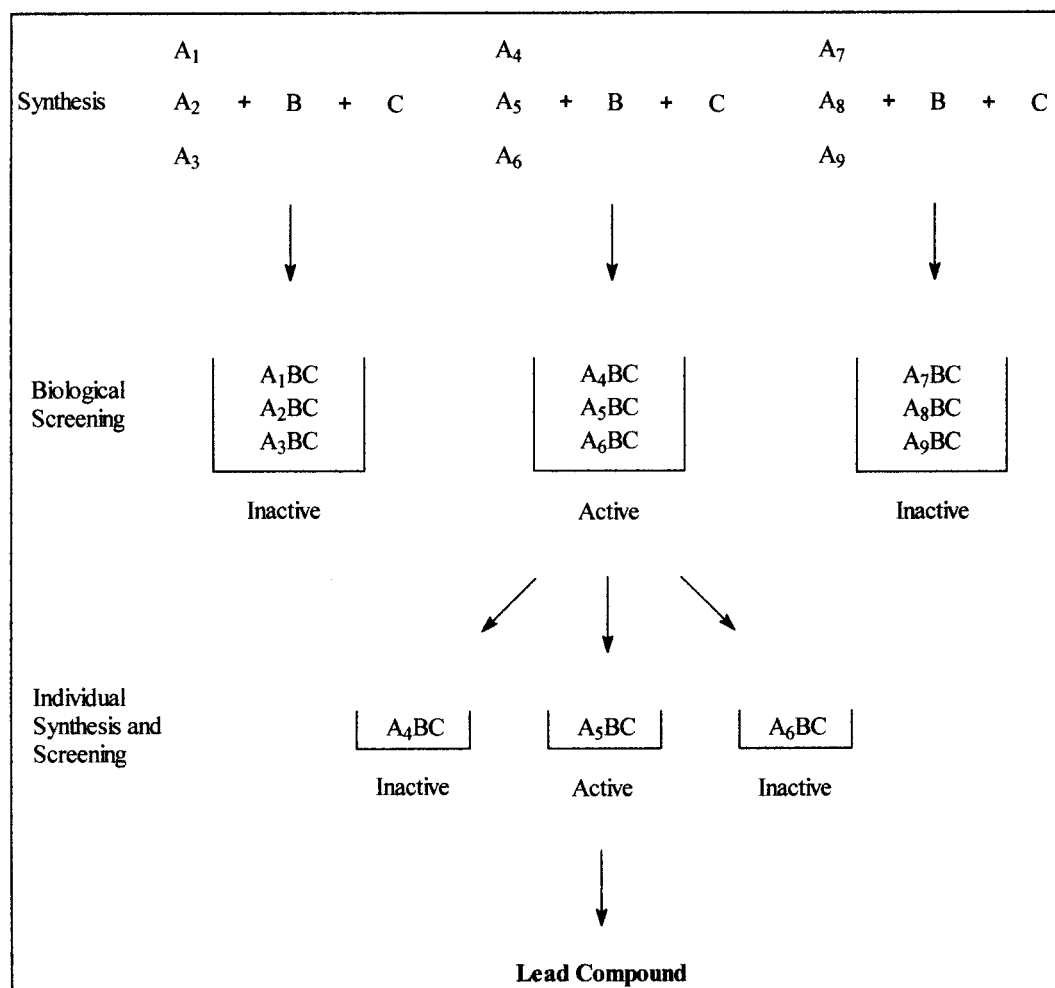 A₁ A₄ A₇
Synthesis A₂ + B + C A₅ + B + C A₈ + B + C
A₃ A₆ A₉
A₁BC A₄BC A₇BC
Biological
Screening
A₂BC A₅BC A₈BC
A₃BC A₆BC A₉BC
Inactive Active Inactive
Individual
Synthesis and
Screening
A₄BC A₅BC A₆BC
Inactive Active Inactive
Lead Compound